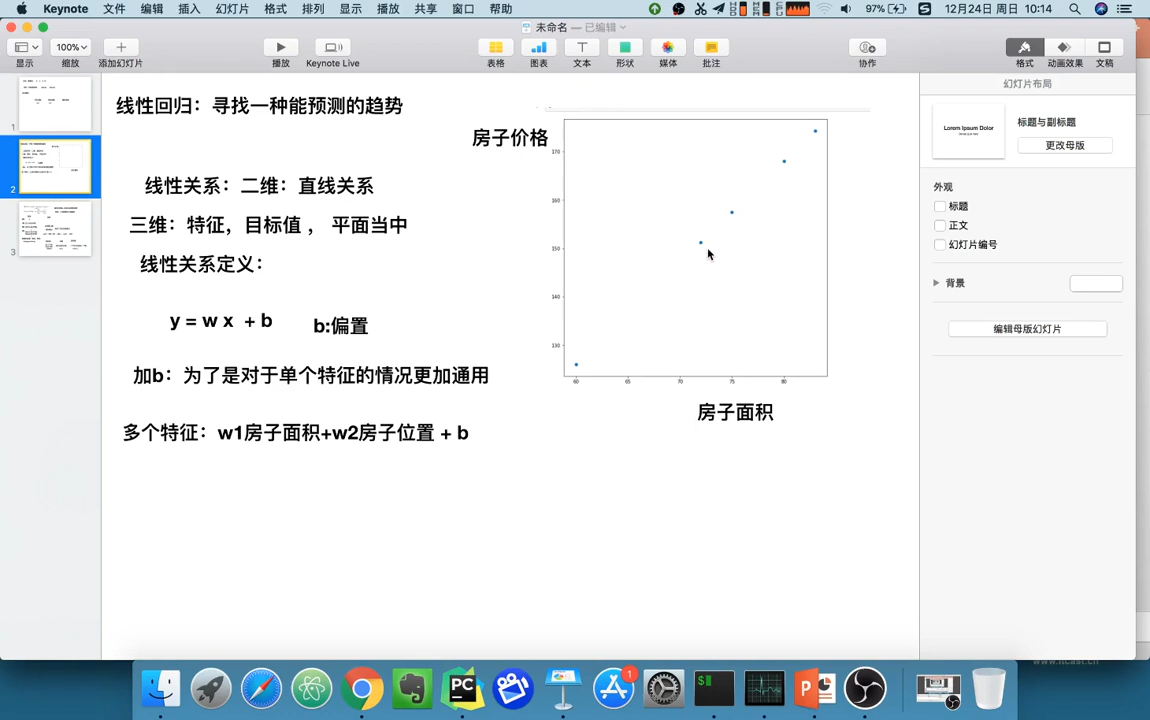 Keynote 文件 编辑 插入 幻灯片 格式 排列 显示 播放 共享 窗口 帮助 97% 12月24日 周日 10:14
未命名 — 已编辑
100%
显示 缩放 添加幻灯片 播放 Keynote Live 表格 图表 文本 形状 媒体 批注 协作 格式 动画效果 文稿
1
2
3
线性回归：寻找一种能预测的趋势
房子价格
线性关系：二维：直线关系
三维：特征，目标值， 平面当中
线性关系定义：
y = w x + b
b:偏置
加b：为了是对于单个特征的情况更加通用
多个特征：w1房子面积+w2房子位置 + b
170
160
150
140
130
60 65 70 75 80
房子面积
幻灯片布局
Lorem Ipsum Dolor
标题与副标题
更改母版
外观
标题
正文
幻灯片编号
背景
编辑母版幻灯片
www.itcast.cn
1
PC
$
P